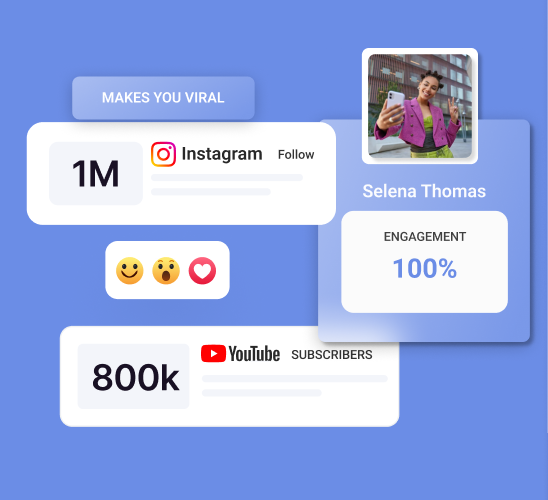 MAKES YOU VIRAL
1M
Instagram Follow
Selena Thomas
ENGAGEMENT
100%
YouTube SUBSCRIBERS
800k